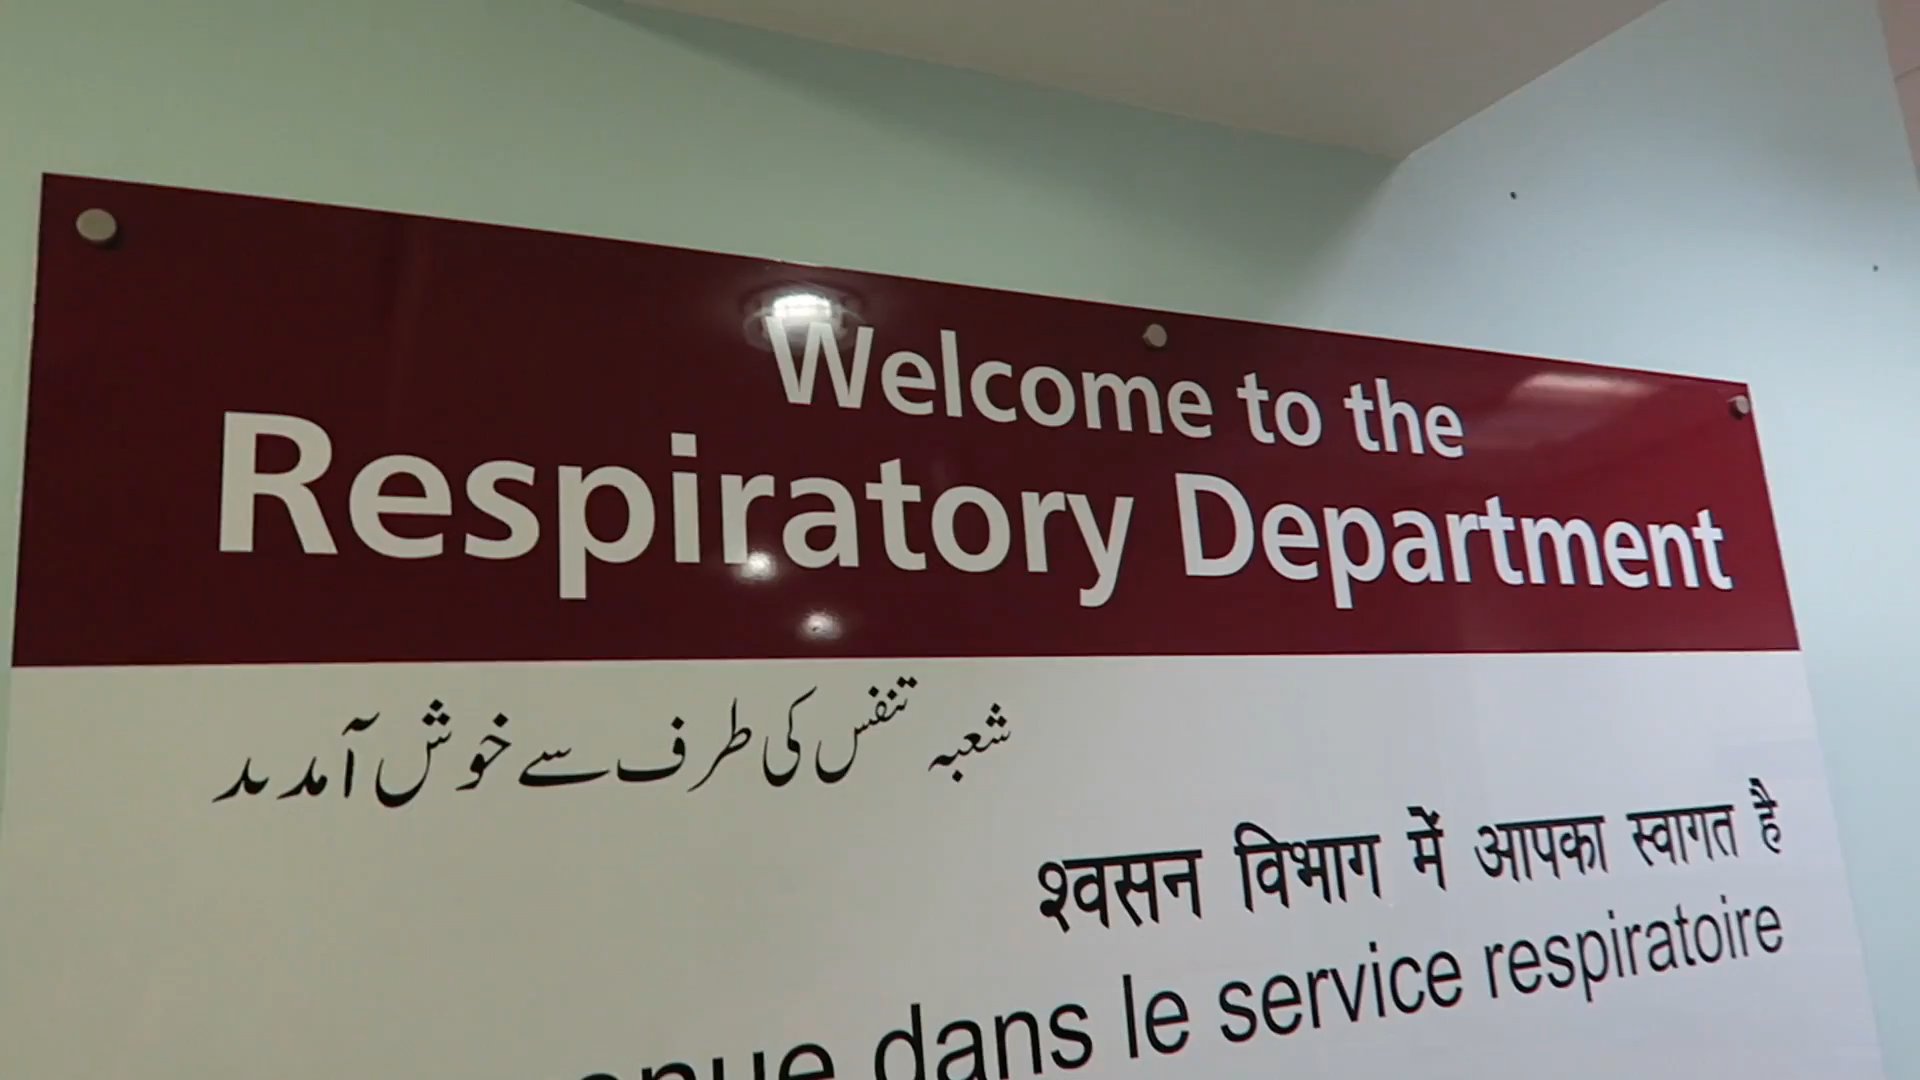 Welcome to the
Respiratory Department
شعبہ تنفس کی طرف سے خوش آمدید
श्वसन विभाग में आपका स्वागत है
dans le service respiratoire